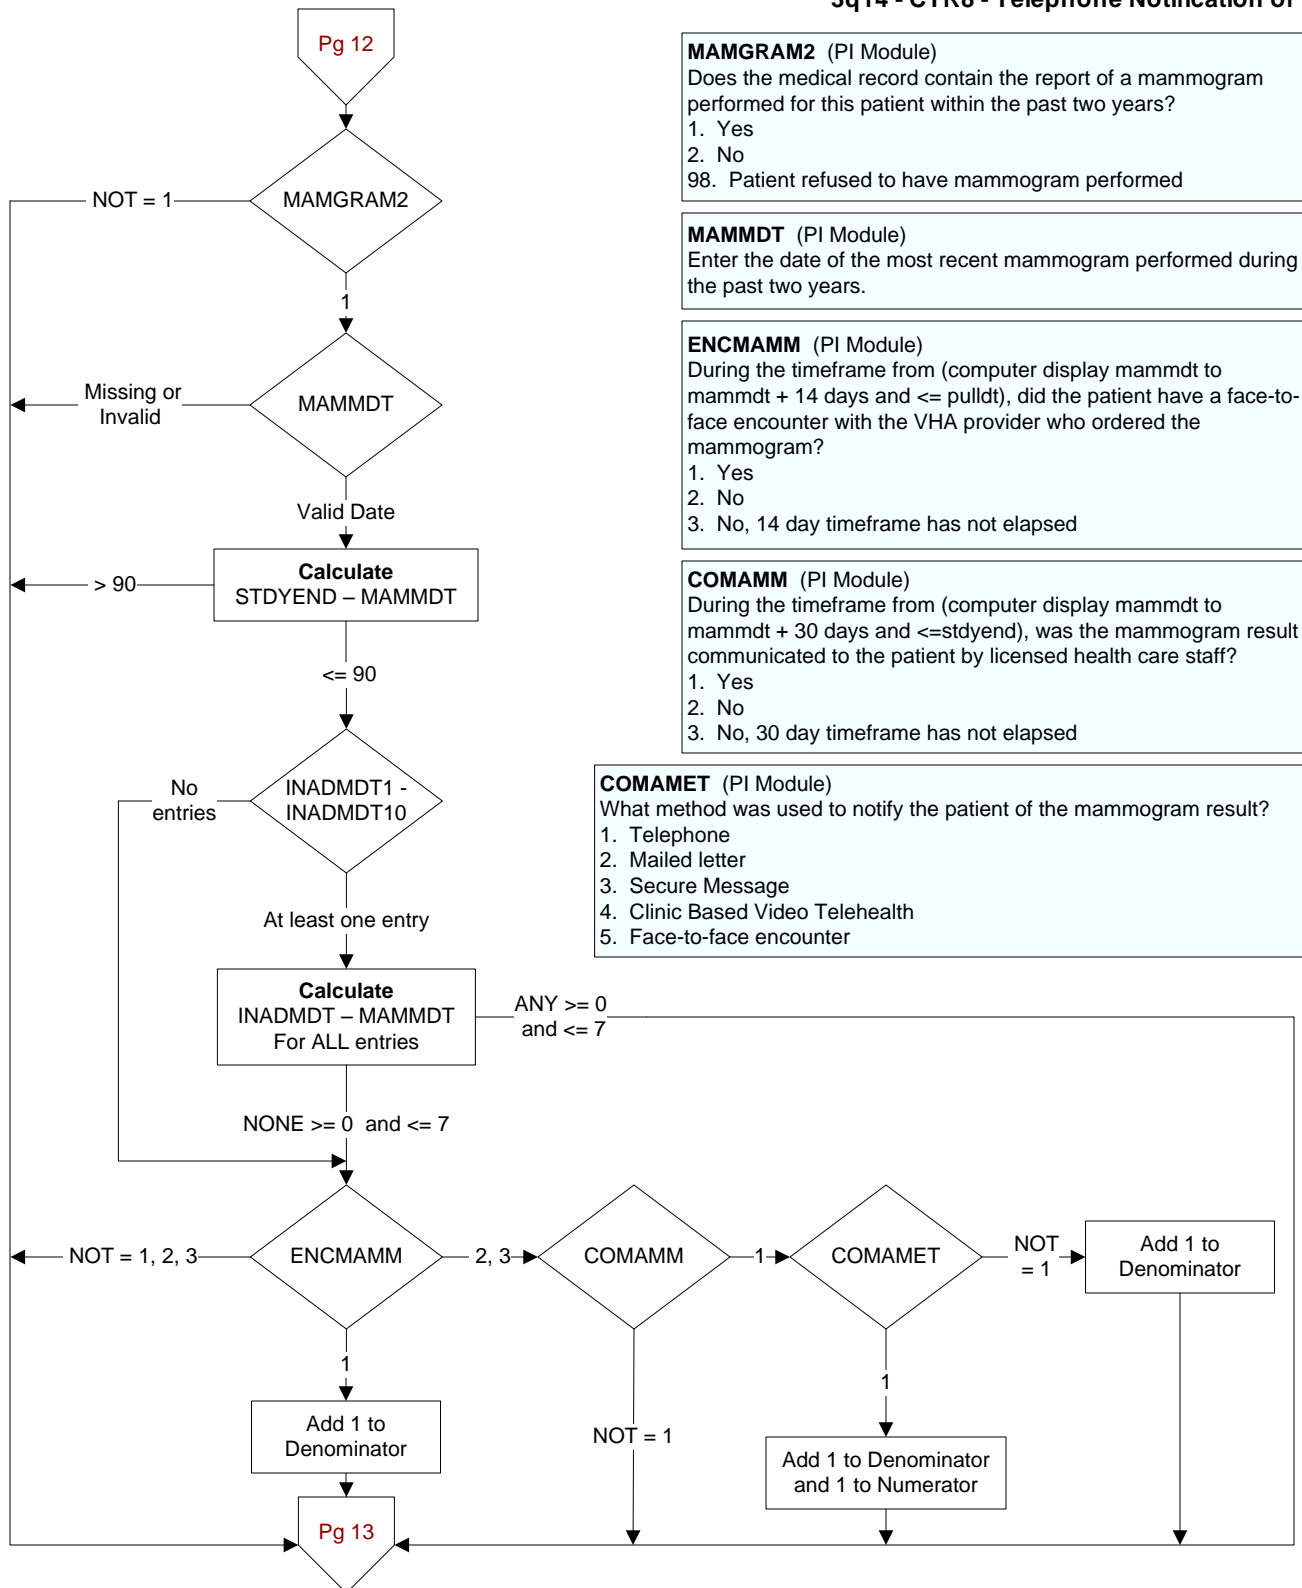 3q14 - CTR8 - Telephone Notification of
Pg 12
MAMGRAM2 (PI Module)
Does the medical record contain the report of a mammogram
performed for this patient within the past two years?
1. Yes
2. No
98. Patient refused to have mammogram performed
MAMMDT (PI Module)
Enter the date of the most recent mammogram performed during
the past two years.
ENCMAMM (PI Module)
During the timeframe from (computer display mammdt to
mammdt + 14 days and <= pulldt), did the patient have a face-to-
face encounter with the VHA provider who ordered the
mammogram?
1. Yes
2. No
3. No, 14 day timeframe has not elapsed
COMAMM (PI Module)
During the timeframe from (computer display mammdt to
mammdt + 30 days and <=stdyend), was the mammogram result
communicated to the patient by licensed health care staff?
1. Yes
2. No
3. No, 30 day timeframe has not elapsed
COMAMET (PI Module)
What method was used to notify the patient of the mammogram result?
1. Telephone
2. Mailed letter
3. Secure Message
4. Clinic Based Video Telehealth
5. Face-to-face encounter
NOT = 1
MAMGRAM2
1
Missing or
Invalid
MAMMDT
Valid Date
> 90
Calculate
STDYEND – MAMMDT
<= 90
No
entries
INADMDT1 -
INADMDT10
At least one entry
Calculate
INADMDT – MAMMDT
For ALL entries
ANY >= 0
and <= 7
NONE >= 0 and <= 7
NOT = 1, 2, 3
ENCMAMM
2, 3
COMAMM
1
COMAMET
NOT
= 1
Add 1 to
Denominator
1
Add 1 to
Denominator
NOT = 1
1
Add 1 to Denominator
and 1 to Numerator
Pg 13